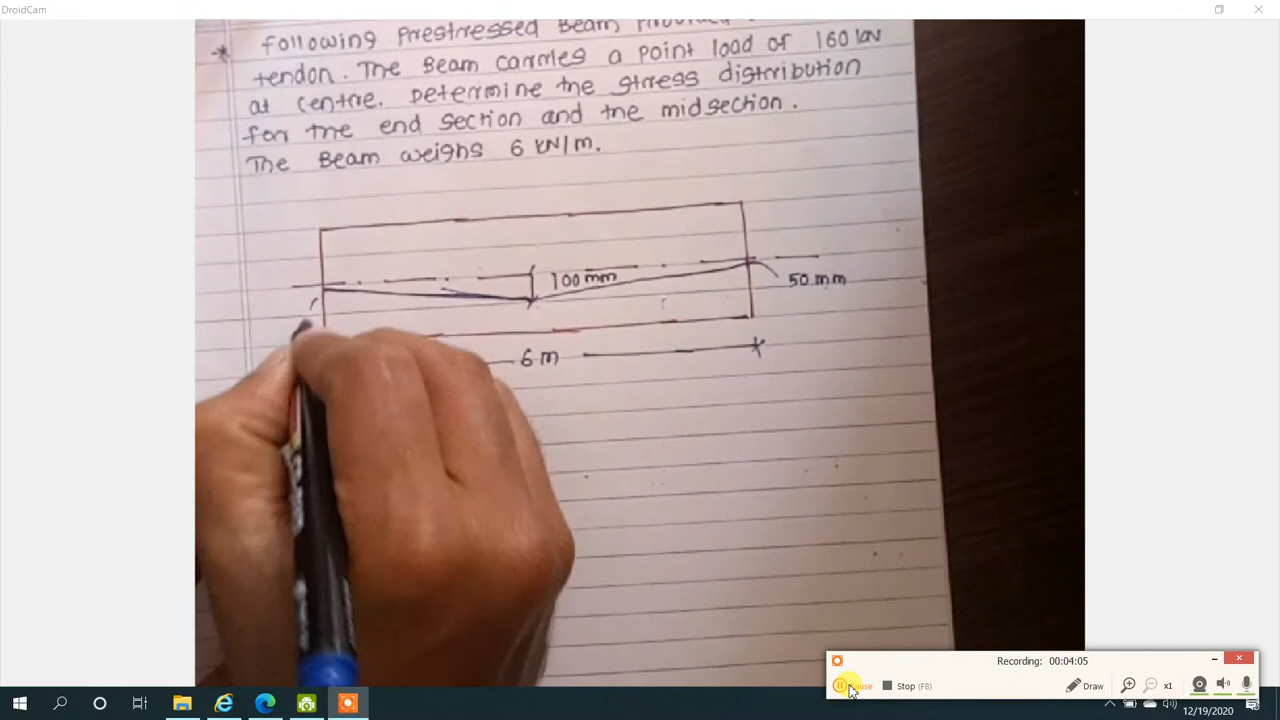 DroidCam
* Following Prestressed Beam
tendon. The Beam carries a point load of 160 kN
at centre. Determine the stress distribution
for the end section and the midsection.
The Beam weighs 6 kN/m.
100 mm
50 mm
6 m
Recording: 00:04:05
Stop (F8)
Draw
x1
12/19/2020